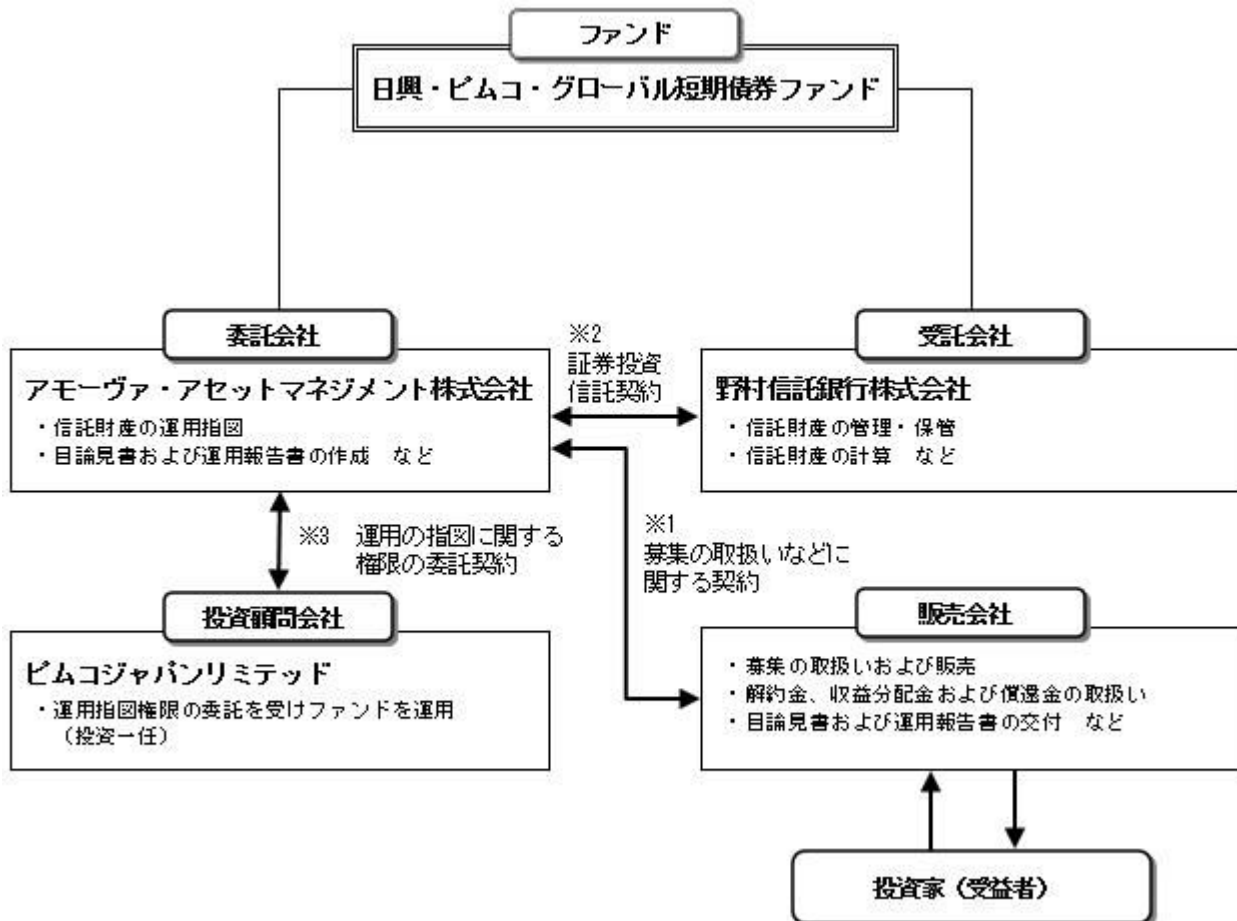 ファンド
日興・ピムコ・グローバル短期債券ファンド
委託会社
アモーヴァ・アセットマネジメント株式会社
・信託財産の運用指図
・目論見書および運用報告書の作成　など
※2
証券投資
信託契約
受託会社
野村信託銀行株式会社
・信託財産の管理・保管
・信託財産の計算　など
※3　運用の指図に関する
権限の委託契約
※1
募集の取扱いなどに
関する契約
投資顧問会社
ピムコジャパンリミテッド
・運用指図権限の委託を受けファンドを運用
（投資一任）
販売会社
・募集の取扱いおよび販売
・解約金、収益分配金および償還金の取扱い
・目論見書および運用報告書の交付　など
投資家（受益者）